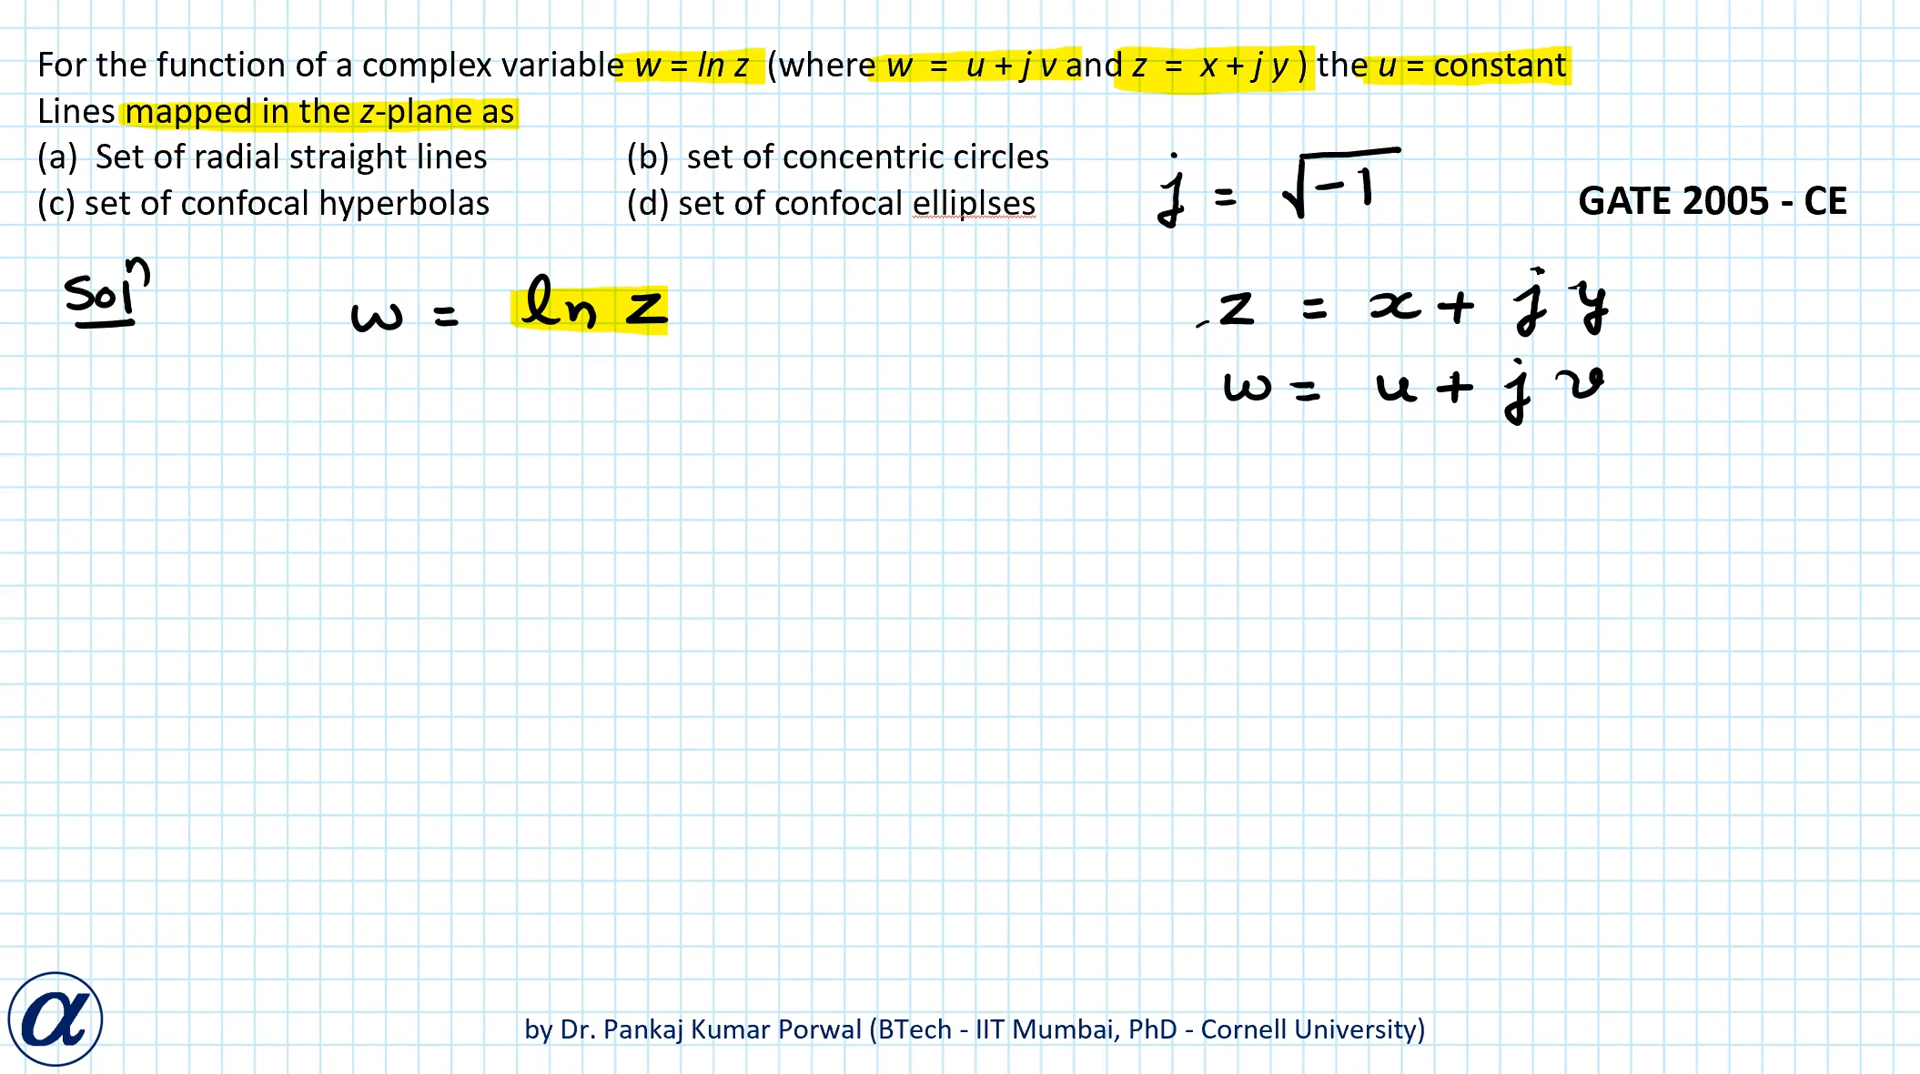 For the function of a complex variable w = ln z (where w = u + j v and z = x + j y ) the u = constant
Lines mapped in the z-plane as
(a) Set of radial straight lines (b) set of concentric circles
(c) set of confocal hyperbolas (d) set of confocal elliplses
j = √-1
GATE 2005 - CE
Solⁿ w = ln z z = x + j y
w = u + j v
α
by Dr. Pankaj Kumar Porwal (BTech - IIT Mumbai, PhD - Cornell University)